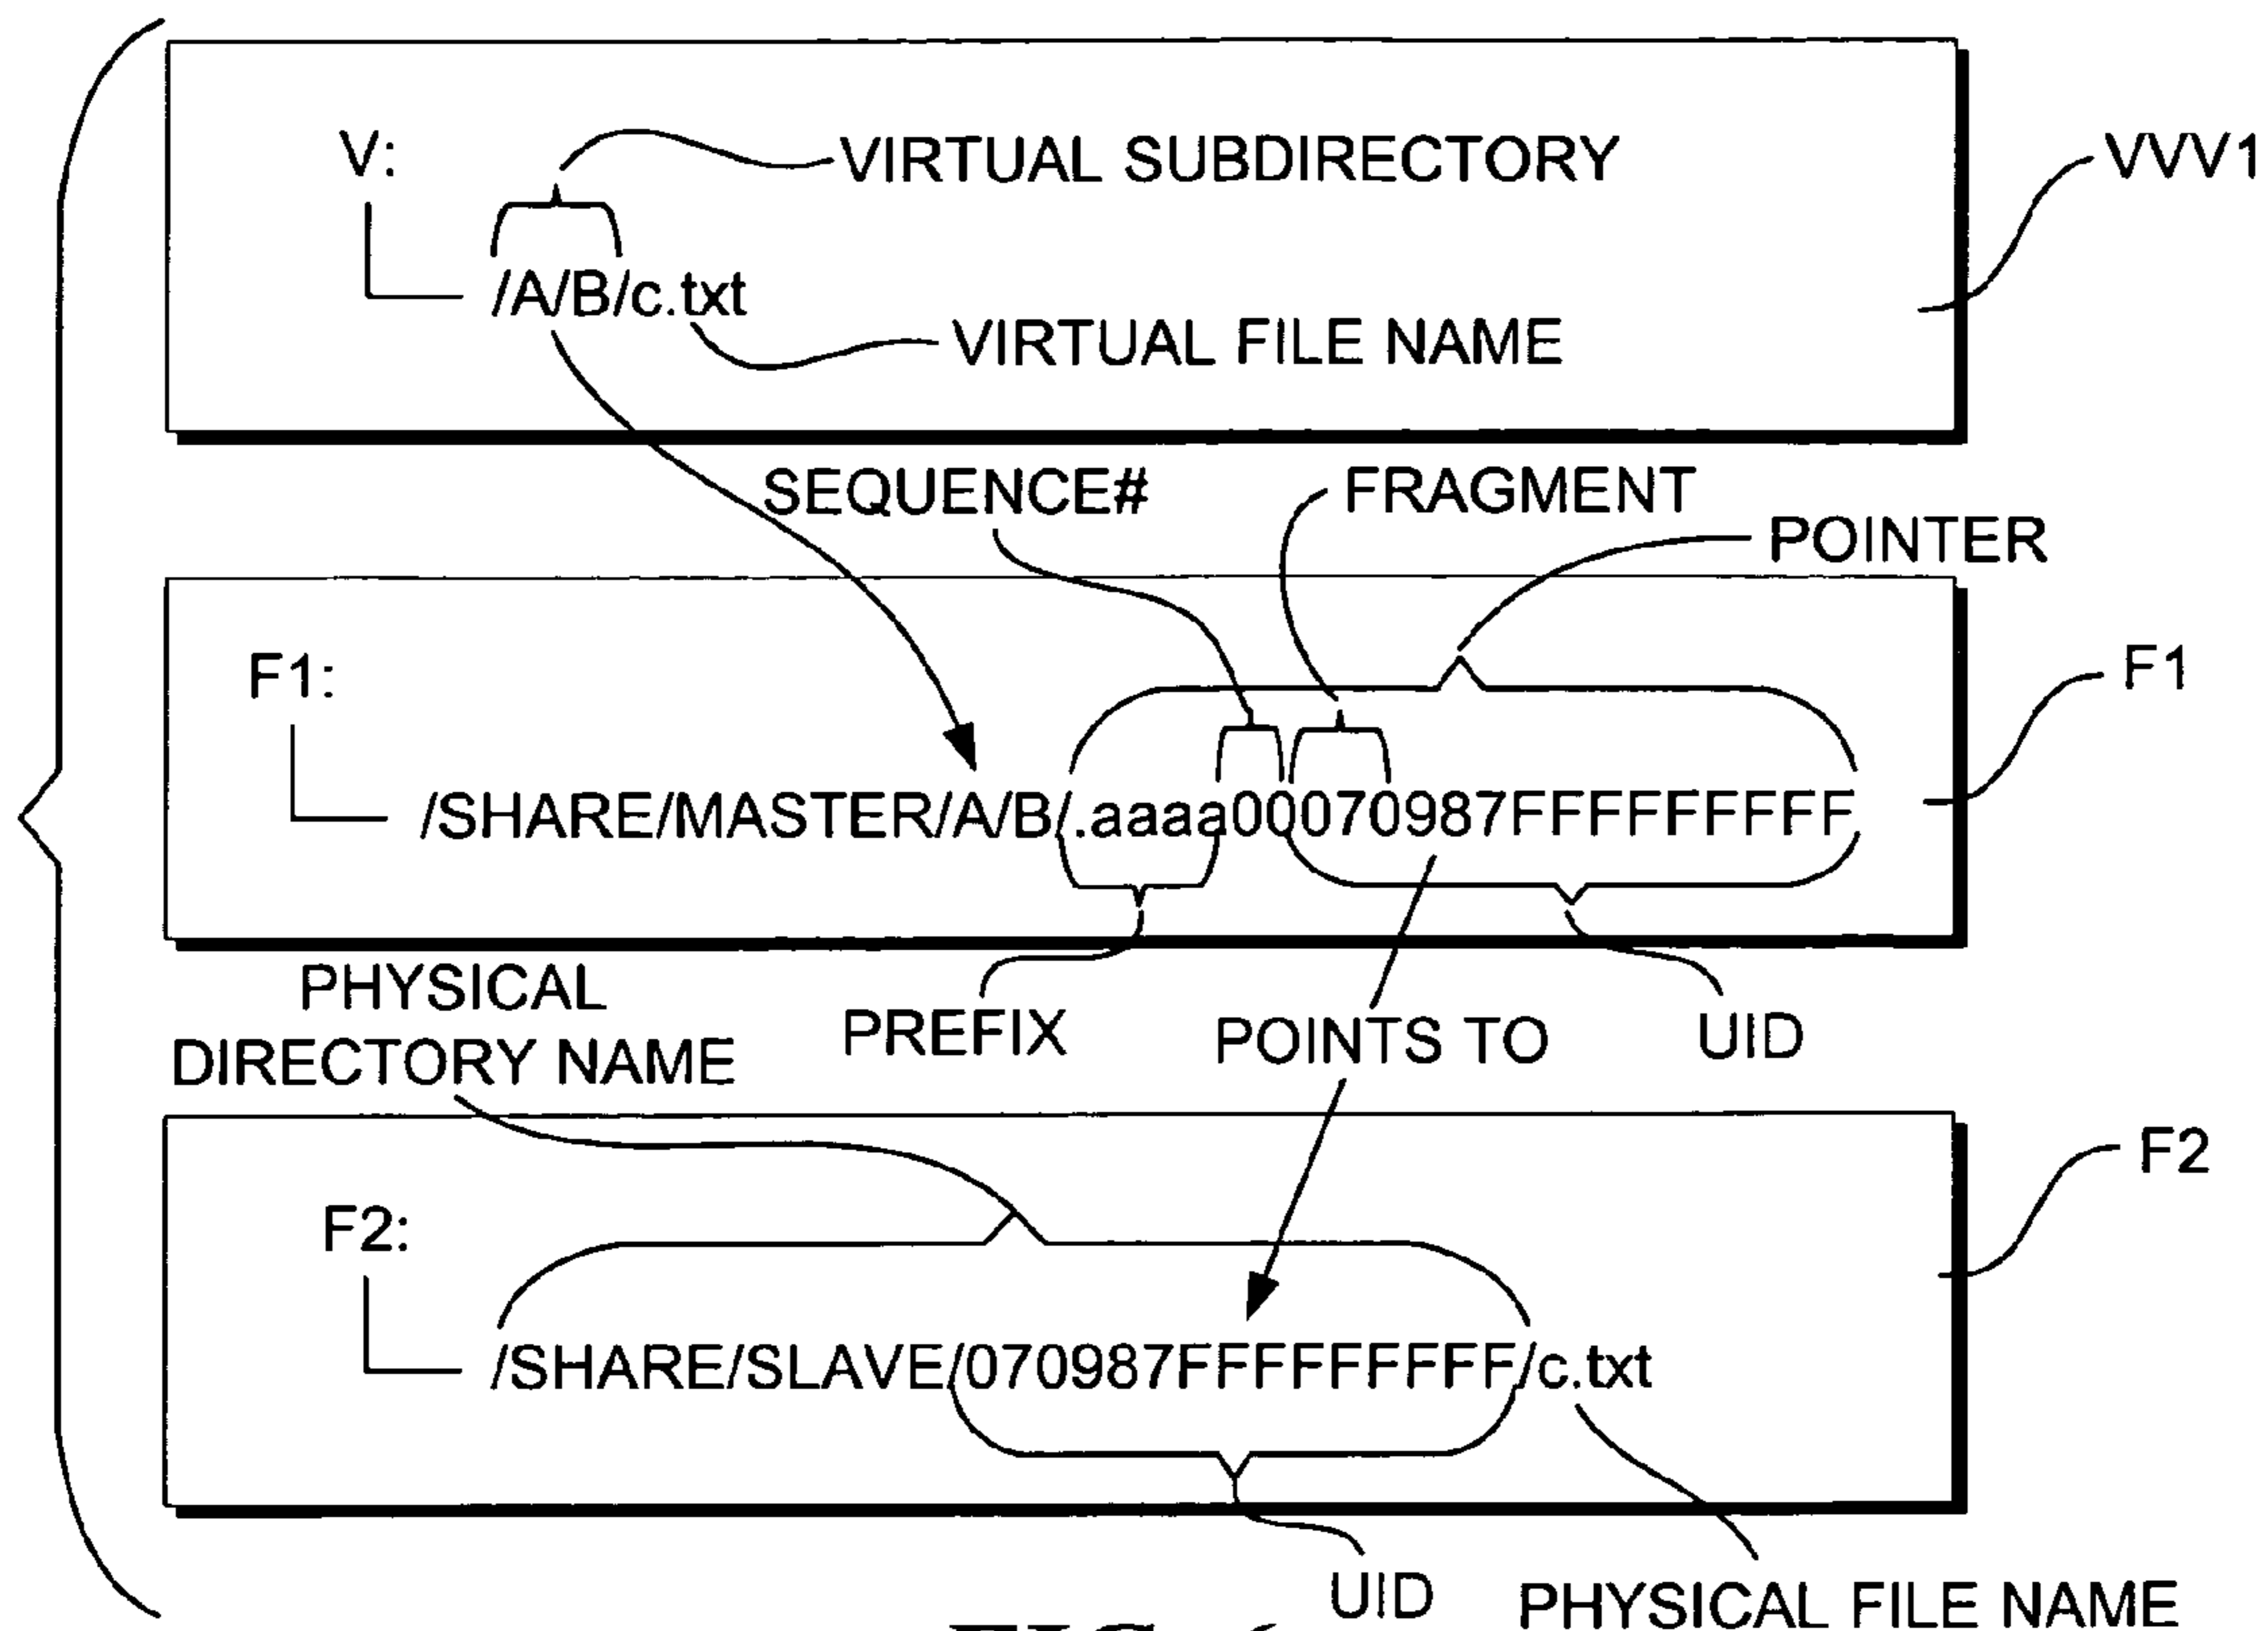 V:
VIRTUAL SUBDIRECTORY
VVV1
/A/B/c.txt
VIRTUAL FILE NAME
SEQUENCE#
FRAGMENT
POINTER
F1:
F1
/SHARE/MASTER/A/B/.aaaa00070987FFFFFFFFF
PHYSICAL
DIRECTORY NAME
PREFIX
POINTS TO
UID
F2
F2:
/SHARE/SLAVE/070987FFFFFFFFF/c.txt
UID
PHYSICAL FILE NAME